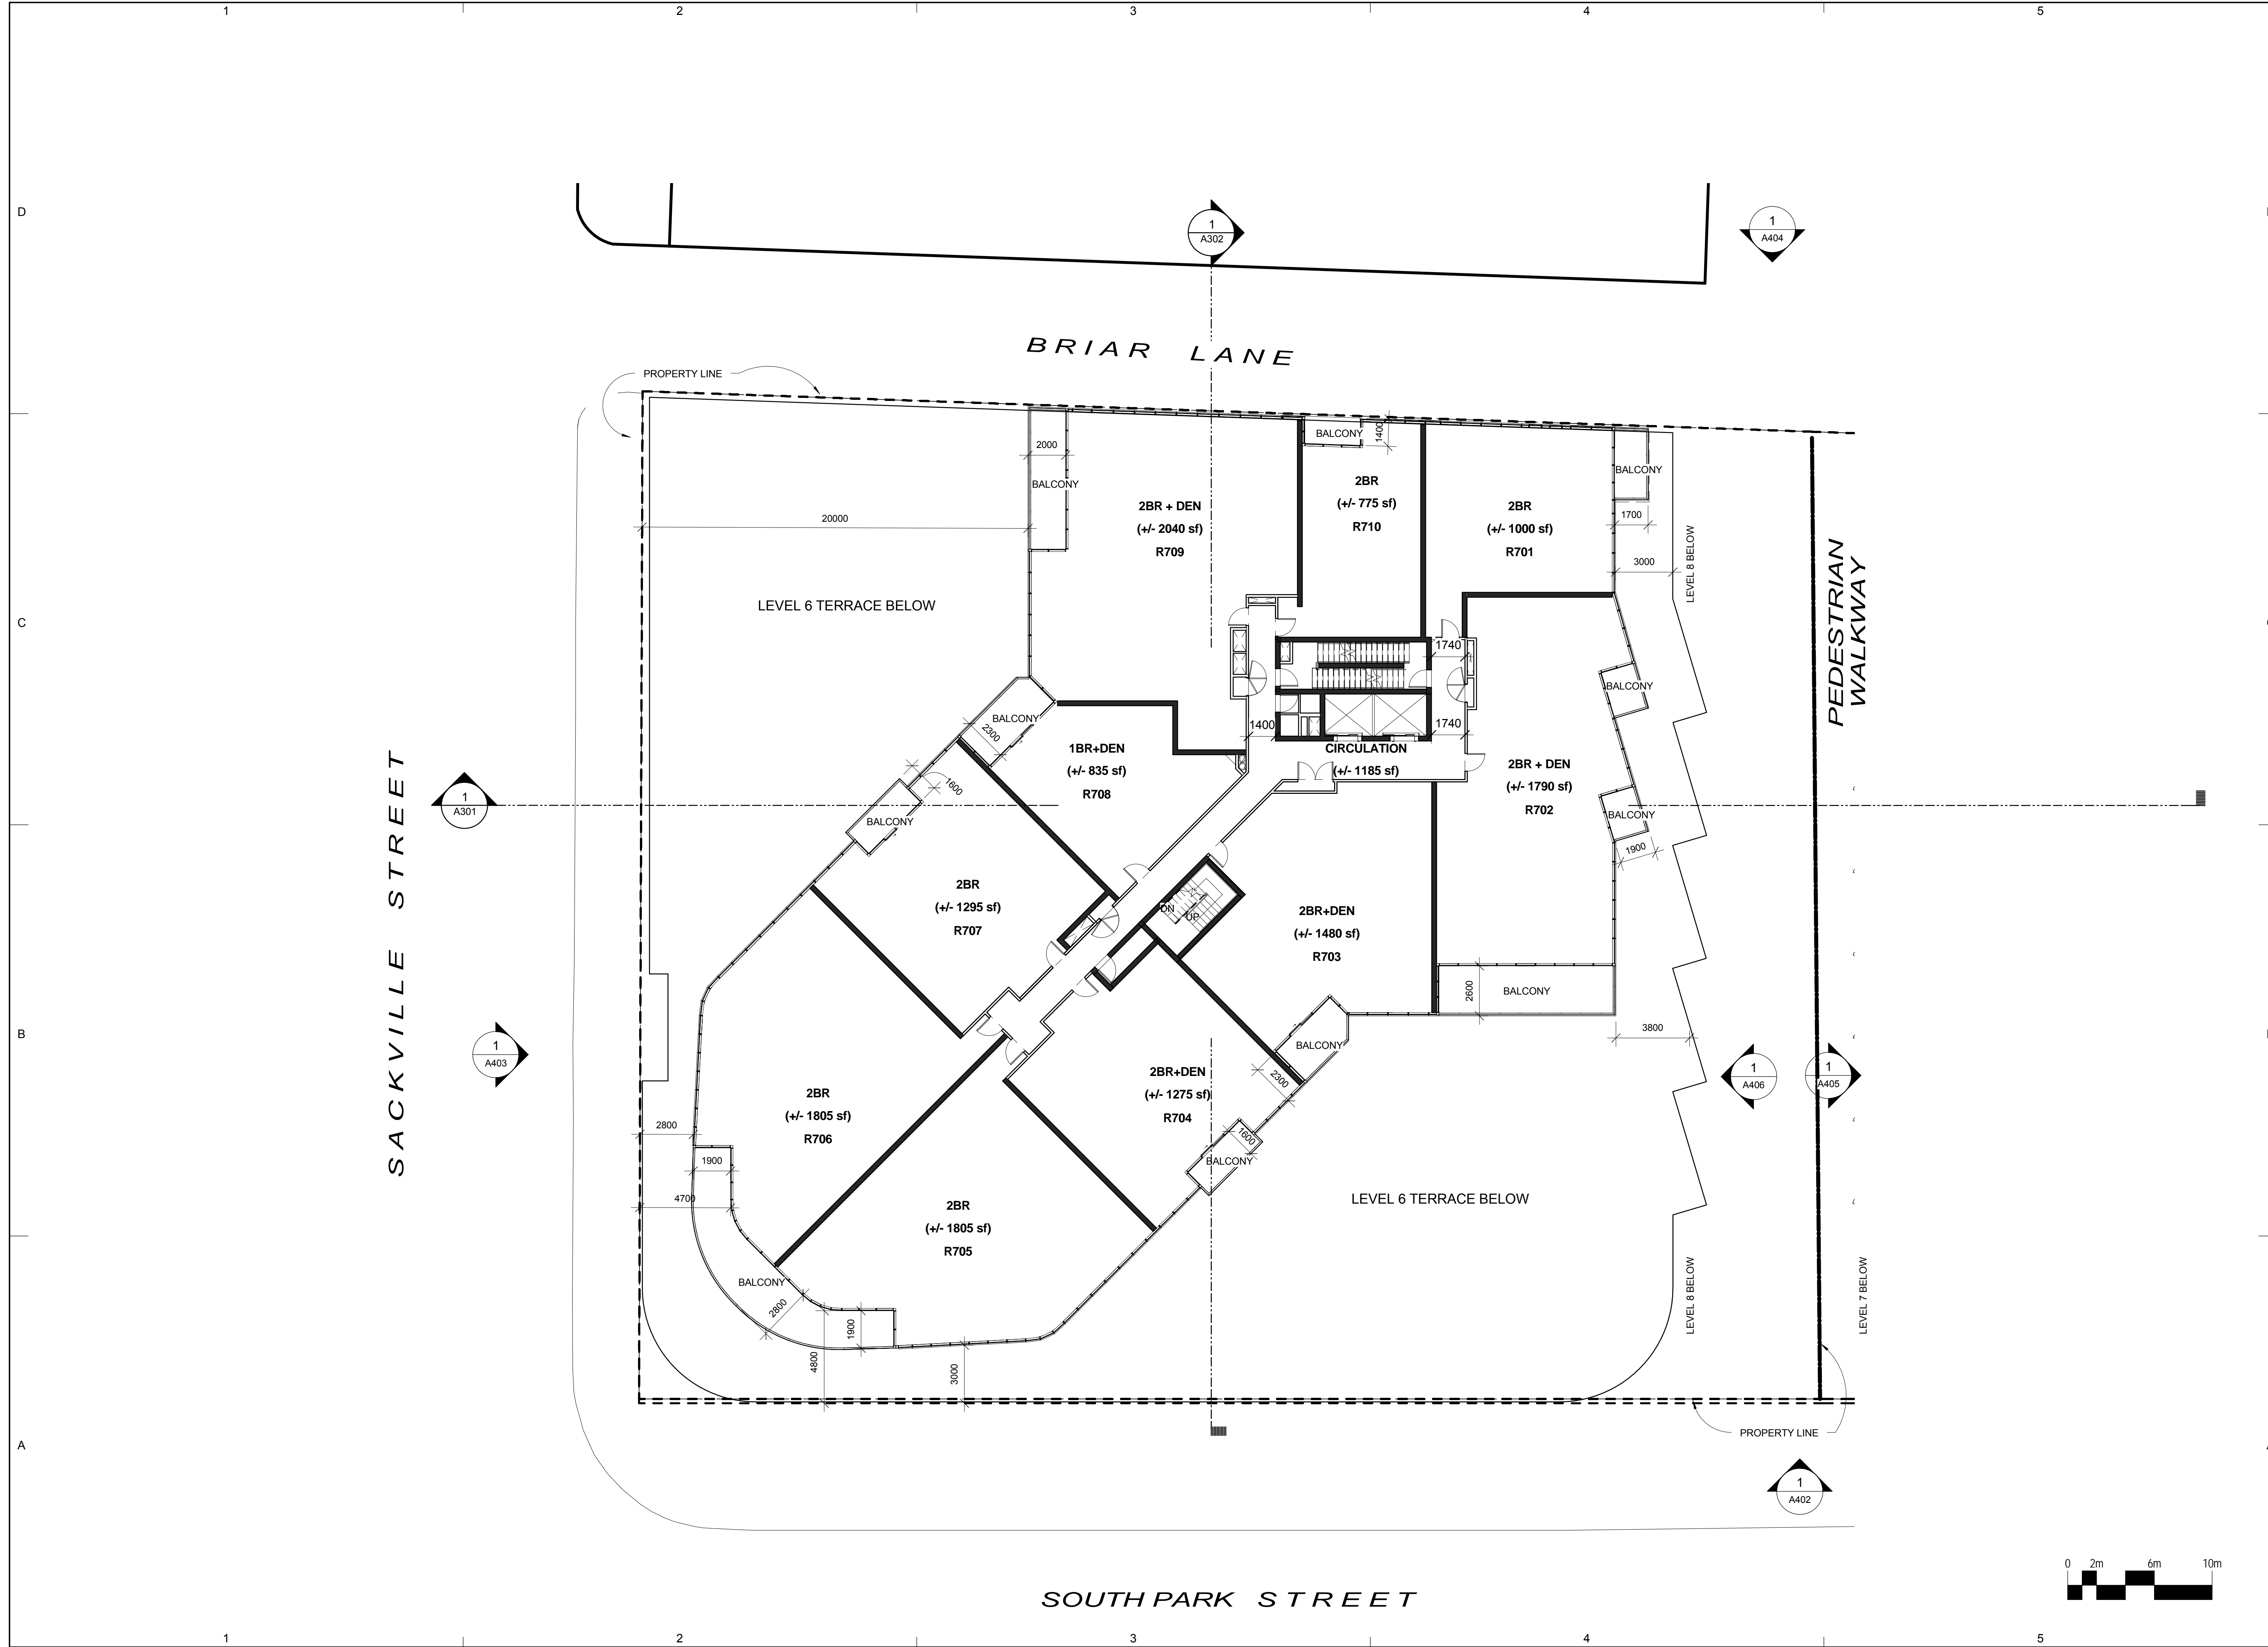 1 2 3 4 5
D
1
A302
1
A404
BRIAR LANE
PROPERTY LINE
C
BALCONY
1400
2000
BALCONY
BALCONY
2BR + DEN
(+/- 2040 sf)
R709
2BR
(+/- 775 sf)
R710
2BR
(+/- 1000 sf)
R701
1700
3000
LEVEL 8 BELOW
20000
LEVEL 6 TERRACE BELOW
PEDESTRIAN
WALKWAY
1740
1400
1740
BALCONY
BALCONY
2300
1BR+DEN
(+/- 835 sf)
R708
CIRCULATION
(+/- 1185 sf)
2BR + DEN
(+/- 1790 sf)
R702
BALCONY
1900
1600
BALCONY
SACKVILLE STREET
1
A301
2BR
(+/- 1295 sf)
R707
DN
UP
2BR+DEN
(+/- 1480 sf)
R703
2600
BALCONY
3800
B
1
A403
BALCONY
2300
1
A406
1
A405
2BR
(+/- 1805 sf)
R706
2BR+DEN
(+/- 1275 sf)
R704
1600
BALCONY
2800
1900
4700
2BR
(+/- 1805 sf)
R705
LEVEL 6 TERRACE BELOW
BALCONY
2800
1900
4800
3000
LEVEL 8 BELOW
LEVEL 7 BELOW
PROPERTY LINE
A
1
A402
0 2m 6m 10m
SOUTH PARK STREET
1 2 3 4 5